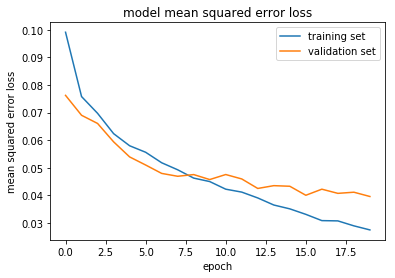 model mean squared error loss
training set
validation set
mean squared error loss
0.10
0.09
0.08
0.07
0.06
0.05
0.04
0.03
0.0 2.5 5.0 7.5 10.0 12.5 15.0 17.5
epoch